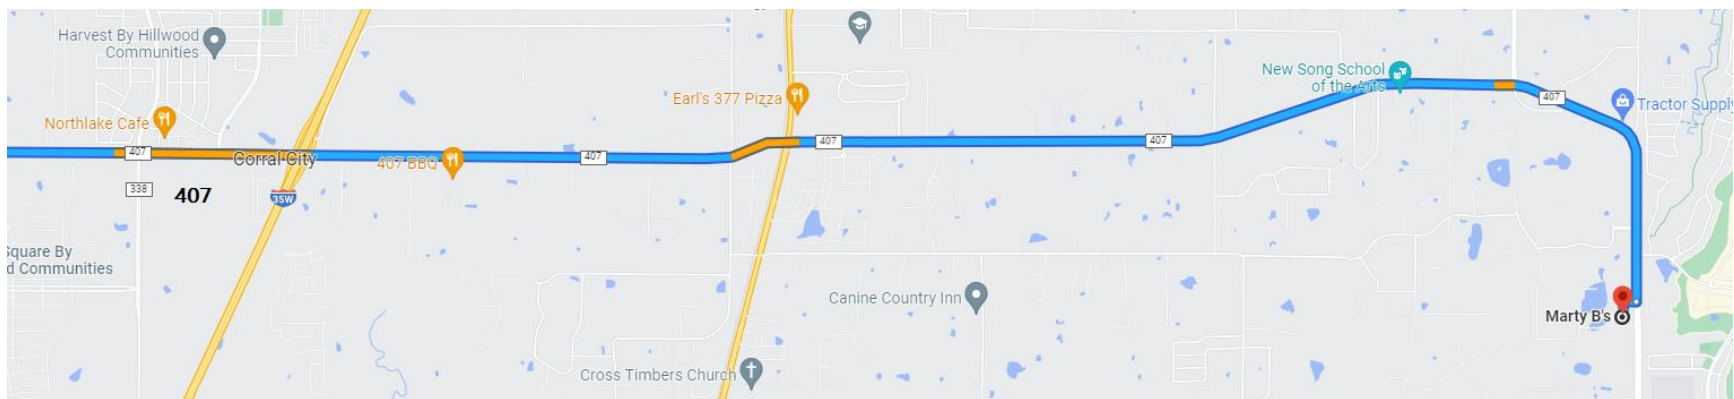 Harvest By Hillwood
Communities
Northlake Cafe
407
Corral City
338
407
35W
Square By
d Communities
407 BBQ
407
Earl's 377 Pizza
407
407
New Song School
of the Arts
407
Tractor Supply
Canine Country Inn
Marty B's
Cross Timbers Church